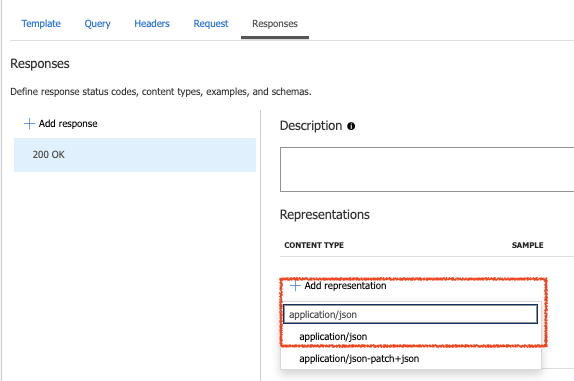 Template Query Headers Request Responses
Responses
Define response status codes, content types, examples, and schemas.
Add response
200 OK
Description
Representations
CONTENT TYPE SAMPLE
Add representation
application/json
application/json
application/json-patch+json